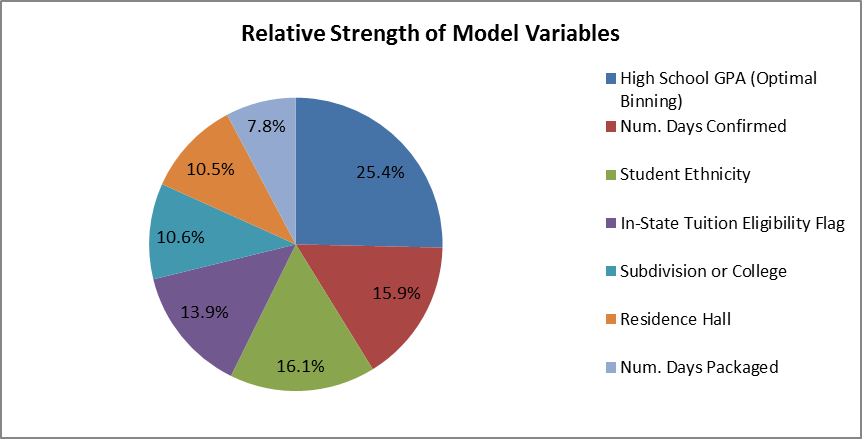 Relative Strength of Model Variables
7.8%
25.4%
10.5%
10.6%
15.9%
13.9%
16.1%
High School GPA (Optimal
Binning)
Num. Days Confirmed
Student Ethnicity
In-State Tuition Eligibility Flag
Subdivision or College
Residence Hall
Num. Days Packaged